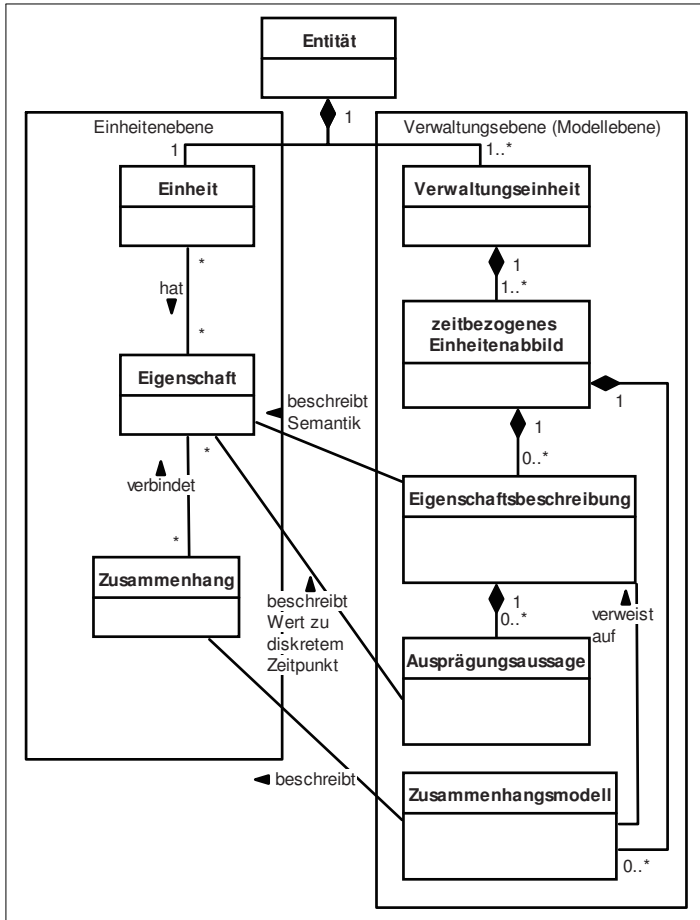 Entität
1
Einheitenebene
Verwaltungsebene (Modellebene)
1
1..*
Einheit
Verwaltungseinheit
*
hat
*
1
1..*
zeitbezogenes
Einheitenabbild
1
Eigenschaft
beschreibt
Semantik
*
1
0..*
verbindet
*
Eigenschaftsbeschreibung
Zusammenhang
beschreibt
Wert zu
diskretem
Zeitpunkt
1
0..*
verweist
auf
Ausprägungsaussage
beschreibt
Zusammenhangsmodell
0..*